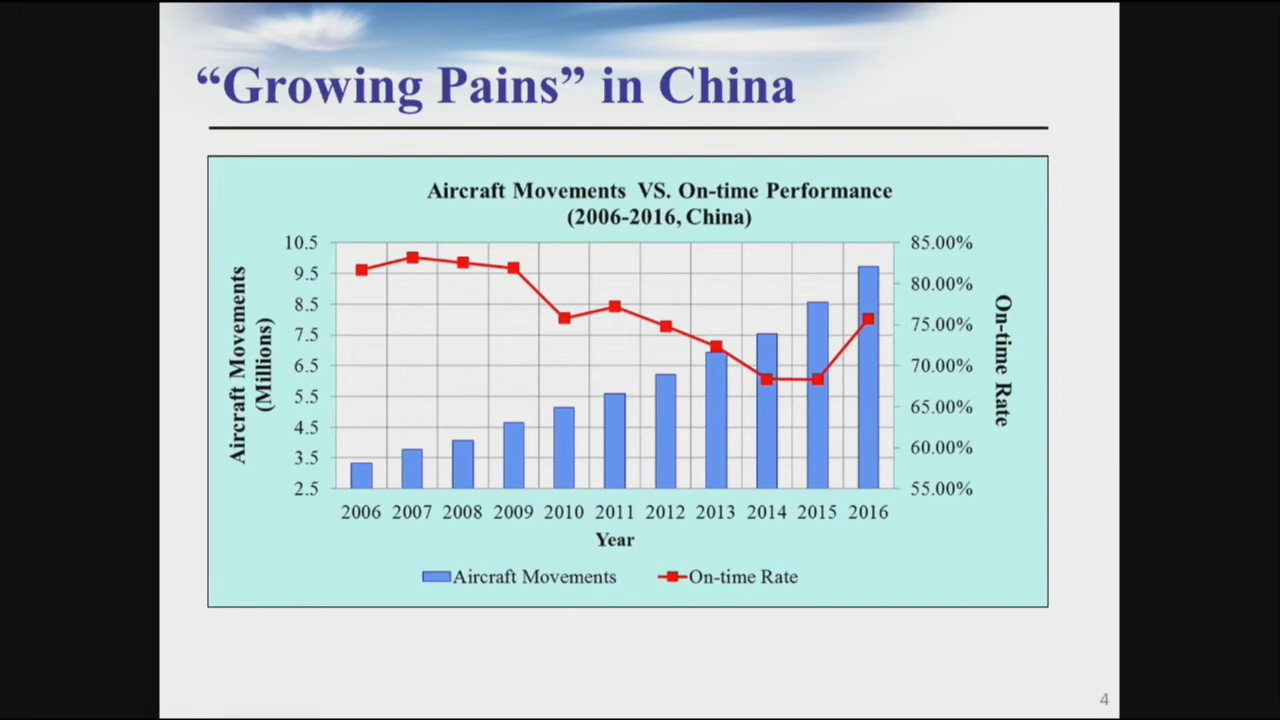 “Growing Pains” in China
Aircraft Movements VS. On-time Performance
(2006-2016, China)
Aircraft Movements
(Millions)
10.5
9.5
8.5
7.5
6.5
5.5
4.5
3.5
2.5
85.00%
80.00%
75.00%
70.00%
65.00%
60.00%
55.00%
On-time Rate
2006 2007 2008 2009 2010 2011 2012 2013 2014 2015 2016
Year
Aircraft Movements On-time Rate
4